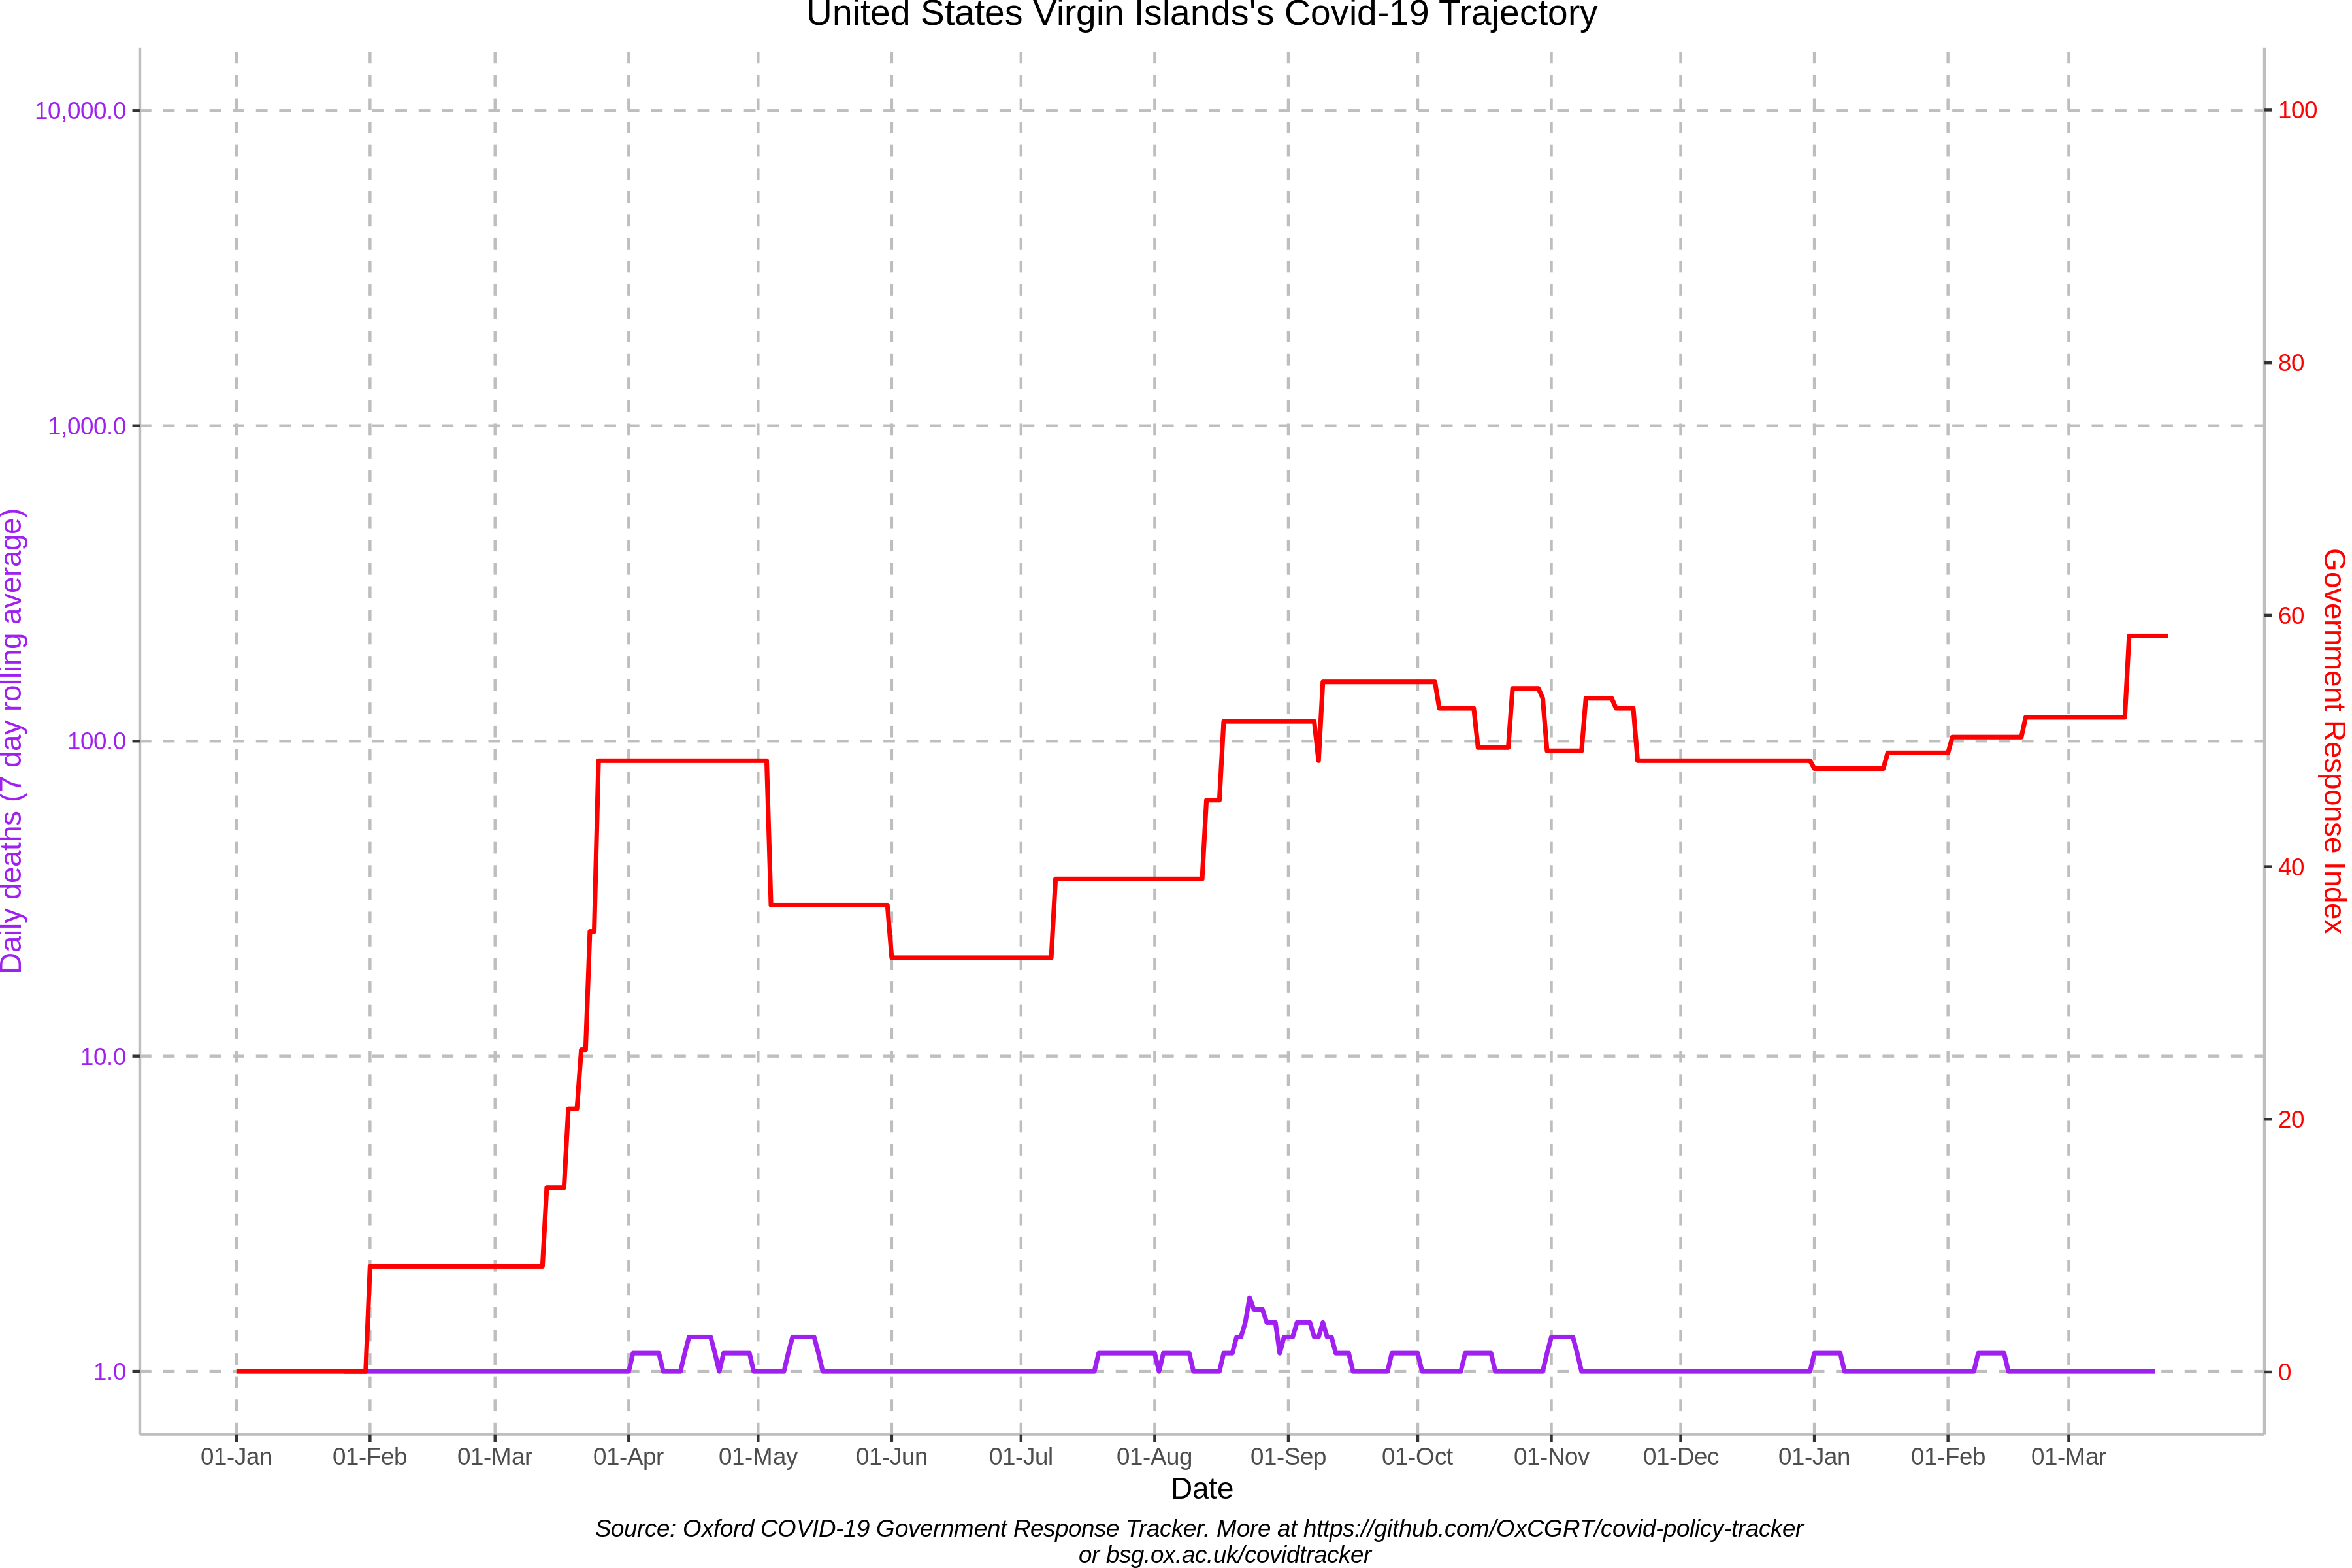 United States Virgin Islands's Covid-19 Trajectory
10,000.0
1,000.0
100.0
10.0
1.0
Daily deaths (7 day rolling average)
100
80
60
40
20
0
Government Response Index
01-Jan 01-Feb 01-Mar 01-Apr 01-May 01-Jun 01-Jul 01-Aug 01-Sep 01-Oct 01-Nov 01-Dec 01-Jan 01-Feb 01-Mar
Date
Source: Oxford COVID-19 Government Response Tracker. More at https://github.com/OxCGRT/covid-policy-tracker
or bsg.ox.ac.uk/covidtracker